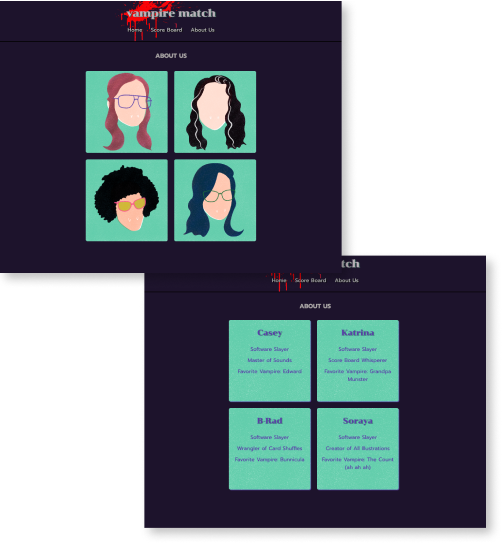 vampire match
Home Score Board About Us
ABOUT US
tch
Home Score Board About Us
ABOUT US
Casey
Software Slayer
Master of Sounds
Favorite Vampire: Edward
Katrina
Software Slayer
Score Board Whisperer
Favorite Vampire: Grandpa
Munster
B-Rad
Software Slayer
Wrangler of Card Shuffles
Favorite Vampire: Bunnicula
Soraya
Software Slayer
Creator of All Illustrations
Favorite Vampire: The Count
(ah ah ah)